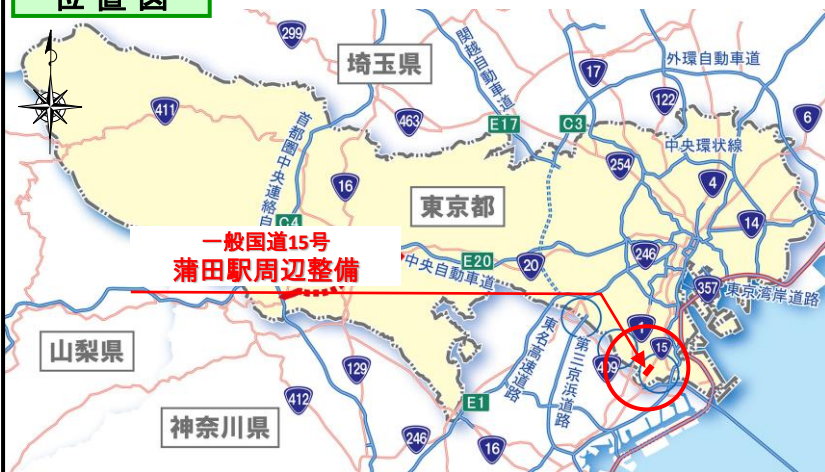 位置図
299
埼玉県
関越自動車道
17
外環自動車道
122
6
411
首都圏中央連絡自
463
E17
C3
中央環状線
254
16
4
東京都
14
C4
一般国道15号
蒲田駅周辺整備
E20
中央自動車道
20
246
357
東京湾岸道路
1
15
山梨県
129
東名高速道路
第三京浜道路
409
412
E1
神奈川県
246
16